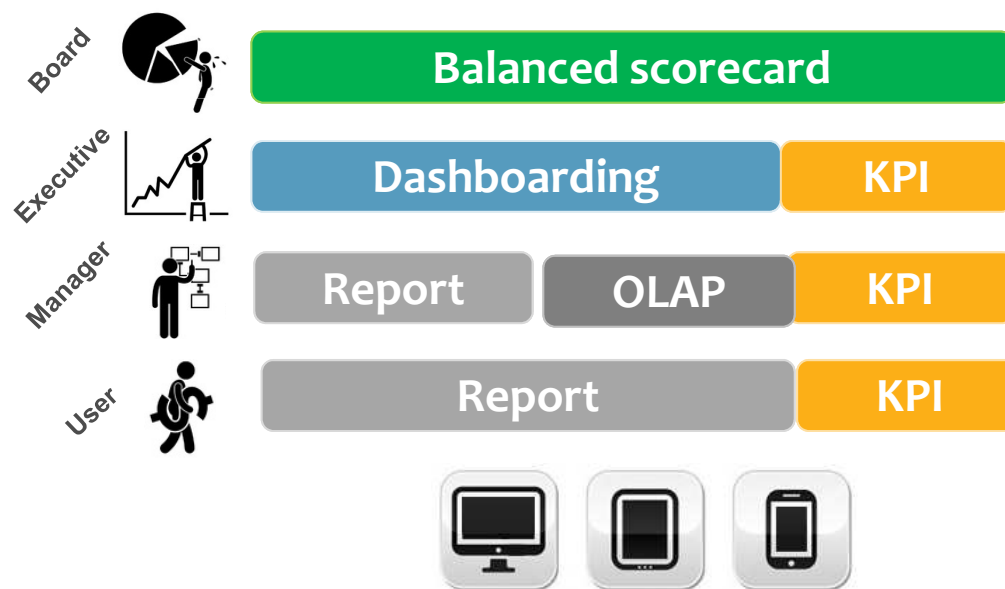 Board
Balanced scorecard
Executive
Dashboarding
KPI
Manager
Report
OLAP
KPI
User
Report
KPI